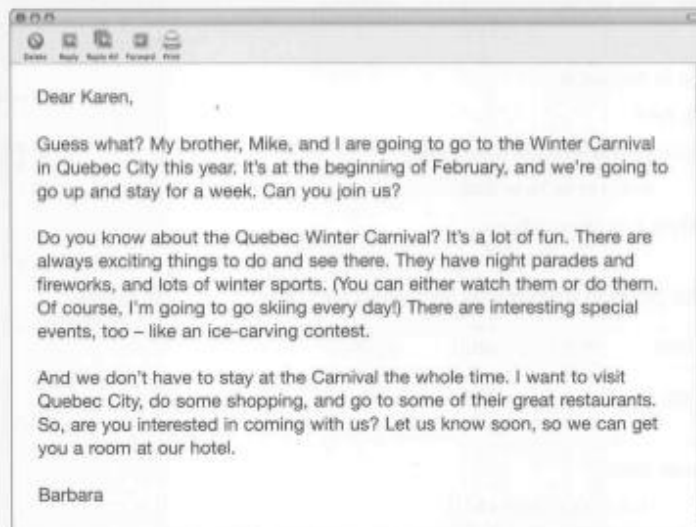 Delete Reply Reply All Forward Print
Dear Karen,
Guess what? My brother, Mike, and I are going to go to the Winter Carnival
in Quebec City this year. It's at the beginning of February, and we're going to
go up and stay for a week. Can you join us?
Do you know about the Quebec Winter Carnival? It's a lot of fun. There are
always exciting things to do and see there. They have night parades and
fireworks, and lots of winter sports. (You can either watch them or do them.
Of course, I'm going to go skiing every day!) There are interesting special
events, too – like an ice-carving contest.
And we don't have to stay at the Carnival the whole time. I want to visit
Quebec City, do some shopping, and go to some of their great restaurants.
So, are you interested in coming with us? Let us know soon, so we can get
you a room at our hotel.
Barbara